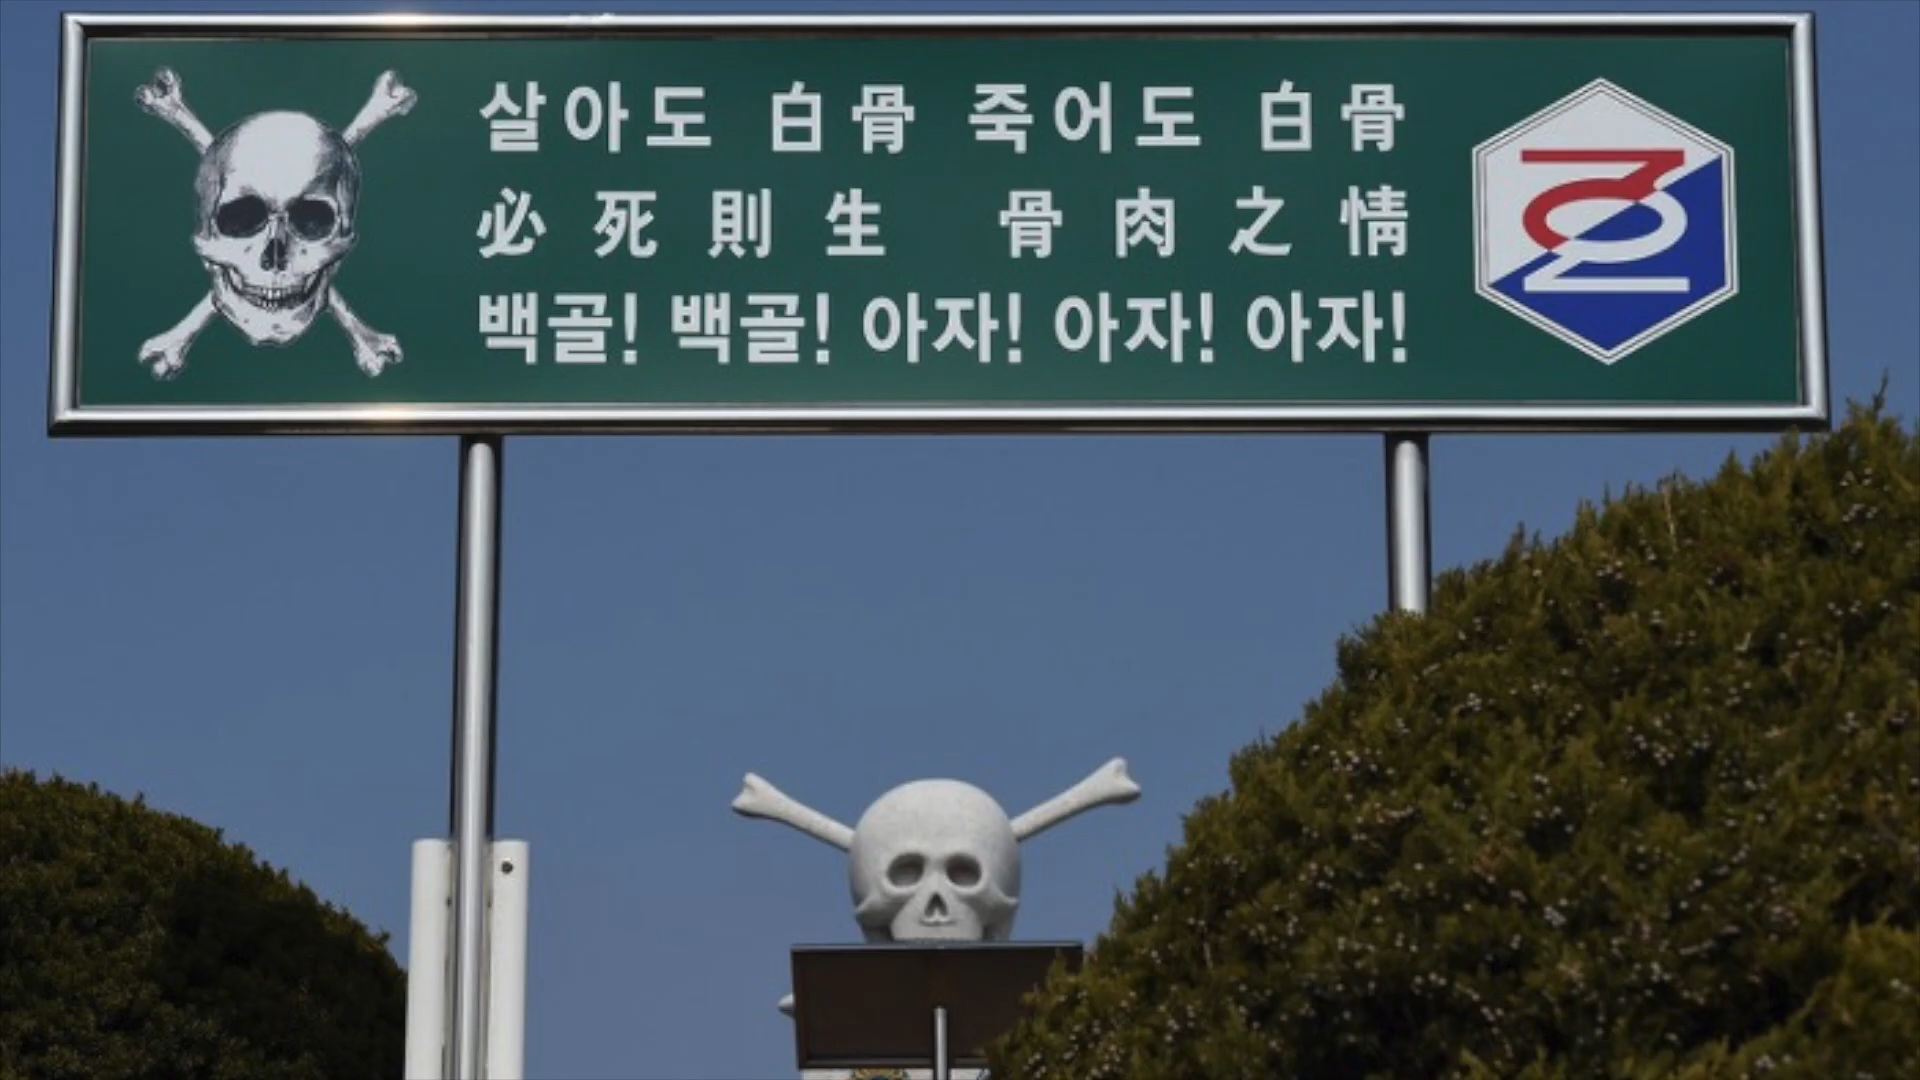 살아도 白骨 죽어도 白骨
必死則生 骨肉之情
백골! 백골! 아자! 아자! 아자!